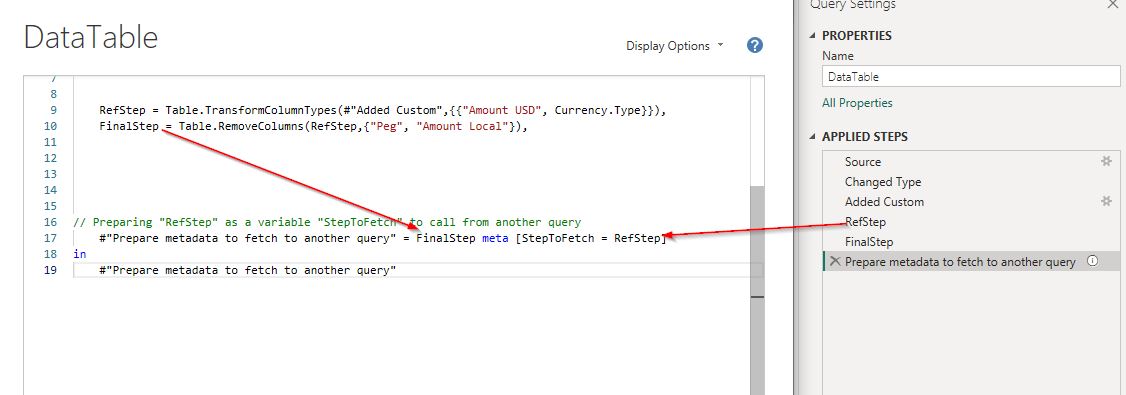 DataTable
Display Options
?
7
8
9 RefStep = Table.TransformColumnTypes(#"Added Custom",{{"Amount USD", Currency.Type}}),
10 FinalStep = Table.RemoveColumns(RefStep,{"Peg", "Amount Local"}),
11
12
13
14
15
16 // Preparing "RefStep" as a variable "StepToFetch" to call from another query
17 #"Prepare metadata to fetch to another query" = FinalStep meta [StepToFetch = RefStep]
18 in
19 #"Prepare metadata to fetch to another query"
Query Settings
PROPERTIES
Name
DataTable
All Properties
APPLIED STEPS
Source
Changed Type
Added Custom
RefStep
FinalStep
Prepare metadata to fetch to another query